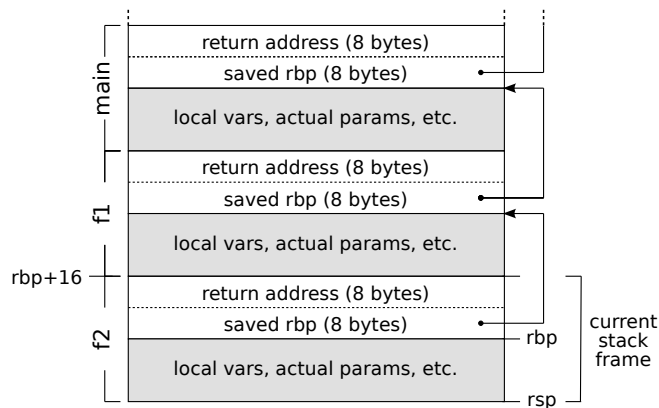 main
return address (8 bytes)
saved rbp (8 bytes)
local vars, actual params, etc.
f1
return address (8 bytes)
saved rbp (8 bytes)
local vars, actual params, etc.
rbp+16
f2
return address (8 bytes)
saved rbp (8 bytes)
rbp
local vars, actual params, etc.
rsp
current
stack
frame